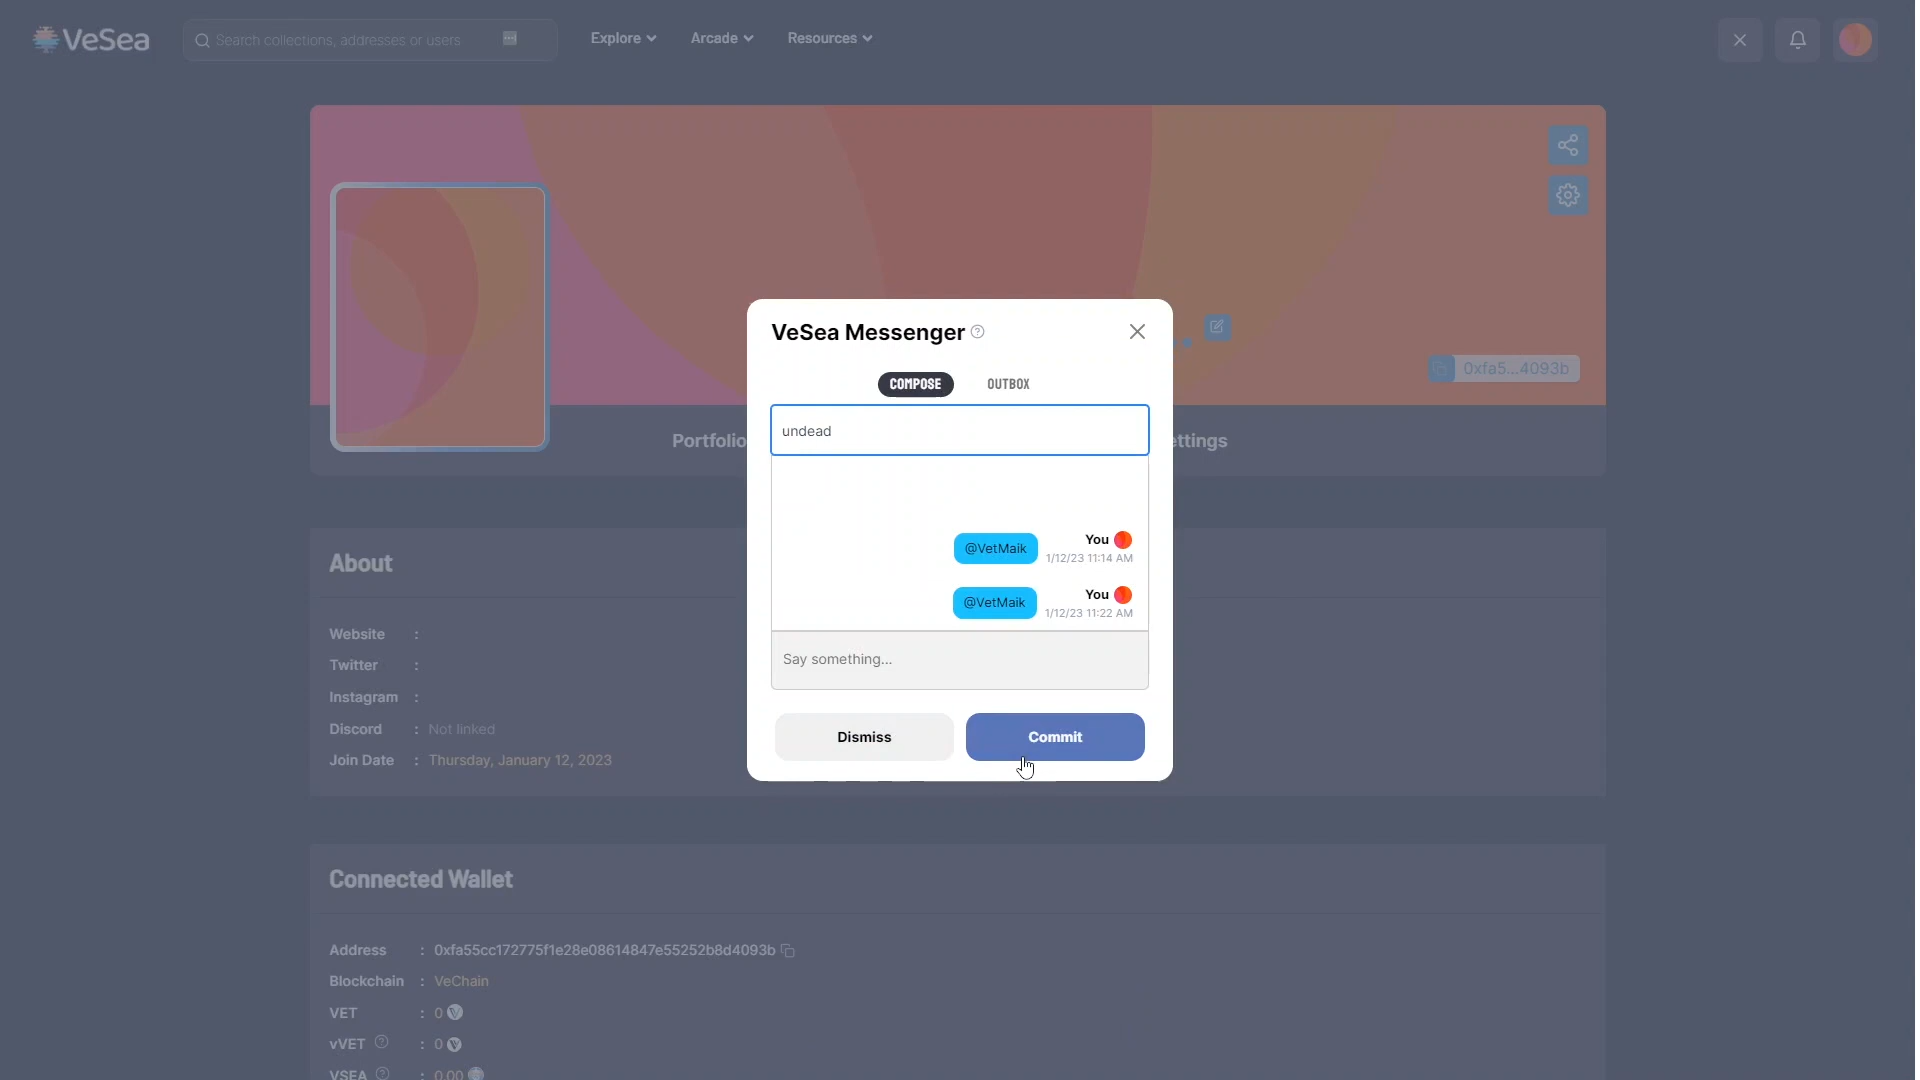 VeSea
Search collections, addresses or users
Explore
Arcade
Resources
0xfa5...4093b
Portfolio
ettings
VeSea Messenger
COMPOSE
OUTBOX
undead
@VetMaik
You
1/12/23 11:14 AM
@VetMaik
You
1/12/23 11:22 AM
Say something...
Dismiss
Commit
About
Website :
Twitter :
Instagram :
Discord : Not linked
Join Date : Thursday, January 12, 2023
Connected Wallet
Address : 0xfa55cc172775f1e28e08614847e55252b8d4093b
Blockchain : VeChain
VET : 0
vVET : 0
VSEA : 0.00